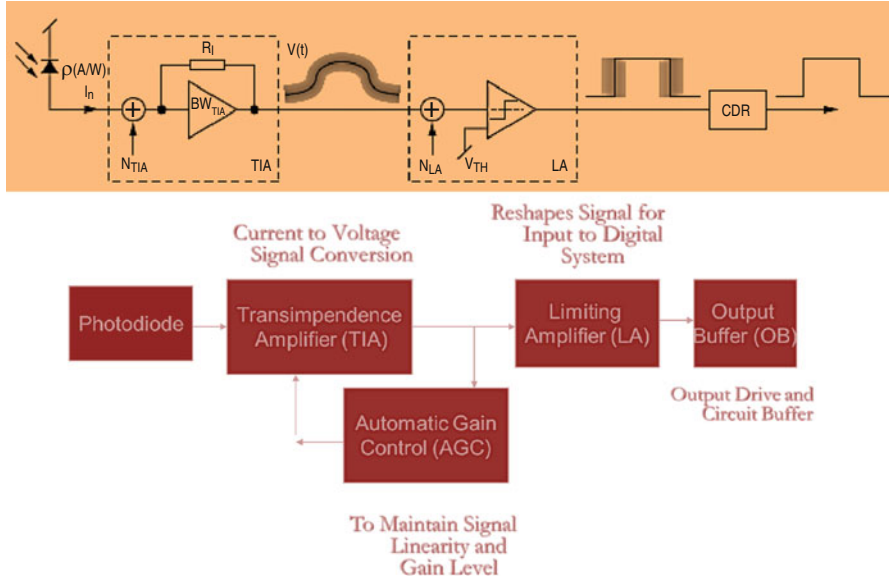 ρ(A/W)
I_n
R_I
BW_TIA
N_TIA
TIA
V(t)
N_LA
V_TH
LA
CDR
Current to Voltage
Signal Conversion
Reshapes Signal for
Input to Digital
System
Photodiode
Transimpendence
Amplifier (TIA)
Limiting
Amplifier (LA)
Output
Buffer (OB)
Automatic Gain
Control (AGC)
Output Drive and
Circuit Buffer
To Maintain Signal
Linearity and
Gain Level